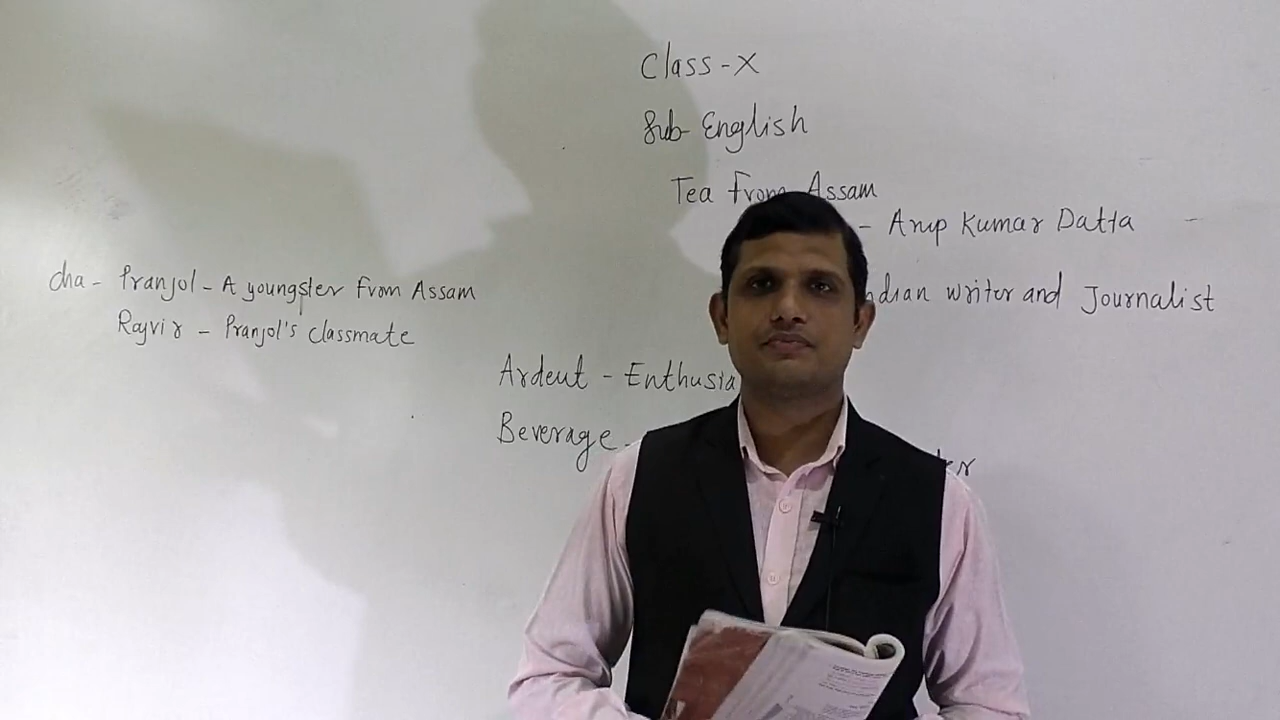 Class - X
Sub- English
Tea From Assam
- Arup Kumar Datta
ndian writer and Journalist
Cha - Pranjol - A youngster from Assam
Rajvir - Pranjol's Classmate
Ardent - Enthusia
Beverage -